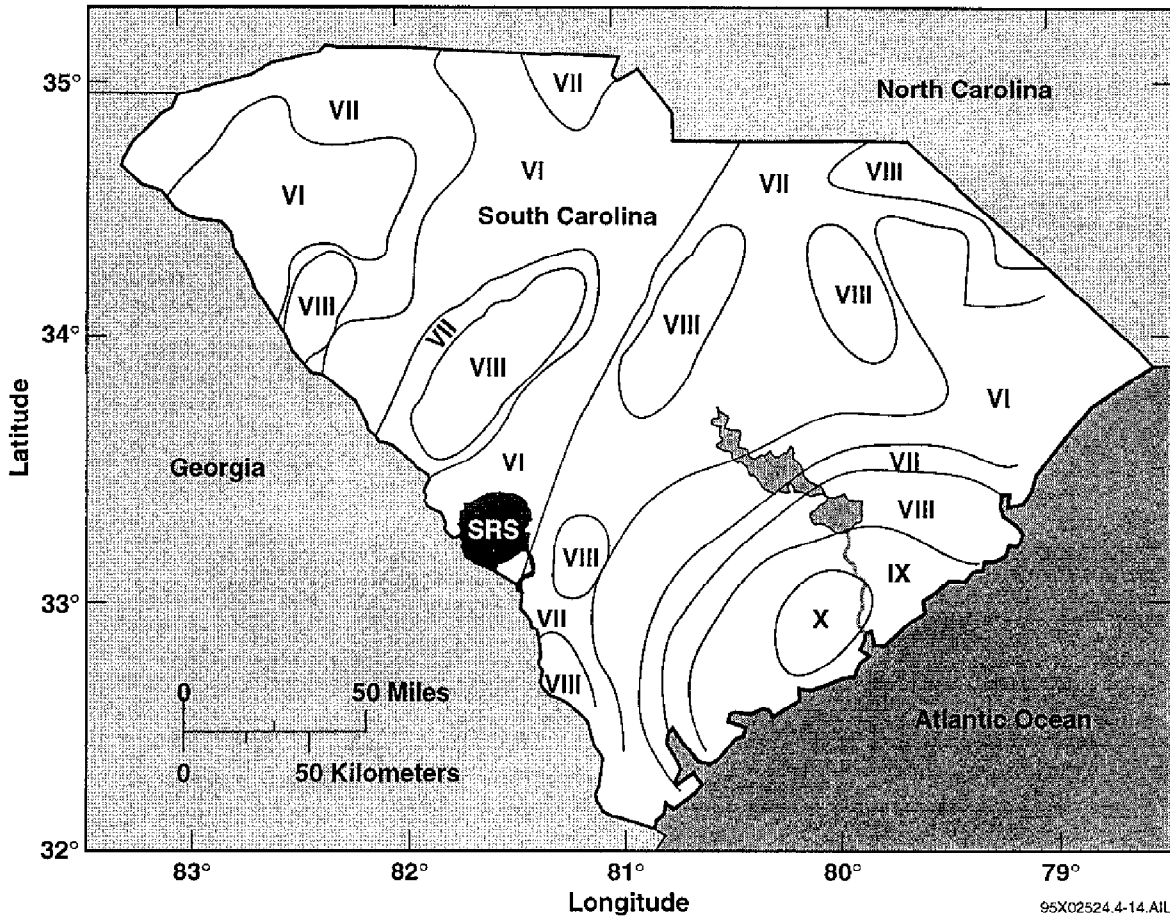 35°
34°
33°
32°
Latitude
VII
VII
North Carolina
VI
VI
VII
VIII
South Carolina
VIII
VII
VIII
VIII
VIII
VI
Georgia
VI
VII
SRS
VIII
VIII
IX
VII
X
VIII
0
50 Miles
0
50 Kilometers
Atlantic Ocean
83°
82°
81°
80°
79°
Longitude
95X02524.4-14.AIL